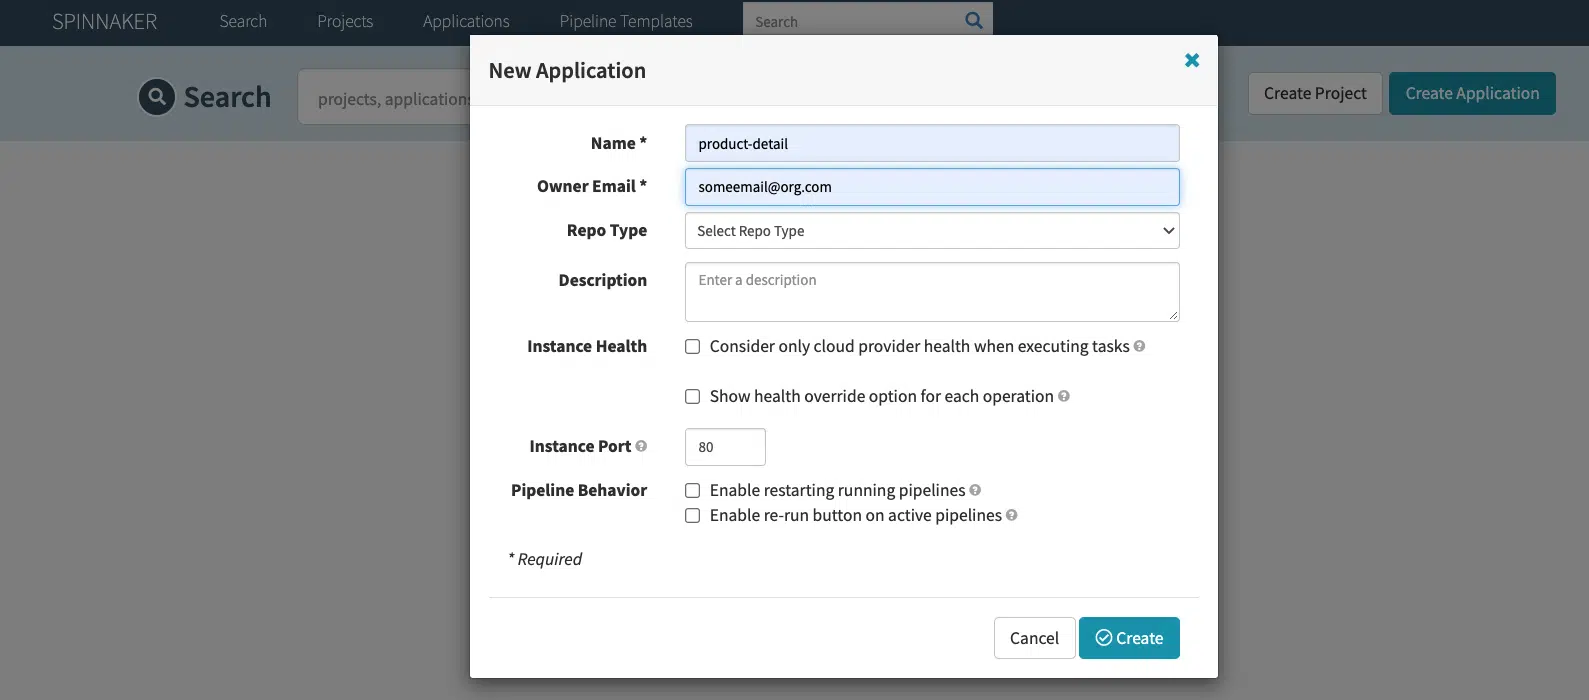 SPINNAKER Search Projects Applications Pipeline Templates Search
Search projects, applications Create Project Create Application
New Application
Name * product-detail
Owner Email * someemail@org.com
Repo Type Select Repo Type
Description Enter a description
Instance Health Consider only cloud provider health when executing tasks ?
Show health override option for each operation ?
Instance Port ? 80
Pipeline Behavior Enable restarting running pipelines ?
Enable re-run button on active pipelines ?
* Required
Cancel Create